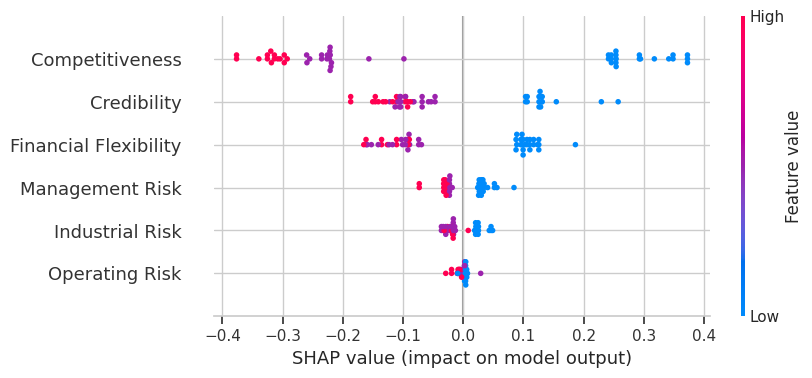 High
Competitiveness
Credibility
Financial Flexibility
Management Risk
Industrial Risk
Operating Risk
Feature value
Low
−0.4 −0.3 −0.2 −0.1 0.0 0.1 0.2 0.3 0.4
SHAP value (impact on model output)